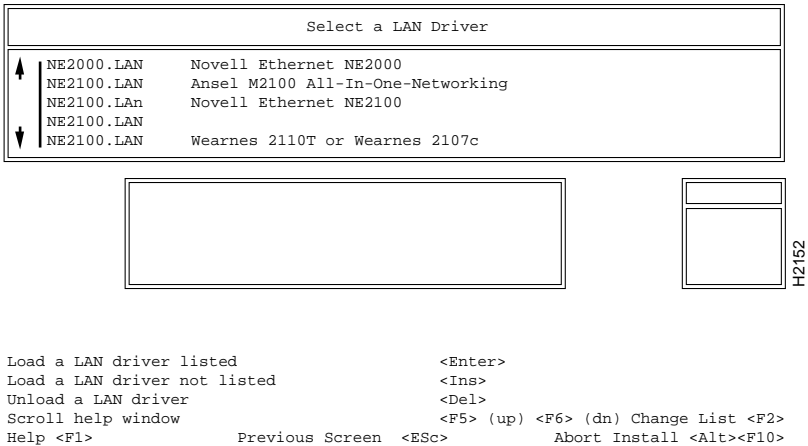 Select a LAN Driver
NE2000.LAN Novell Ethernet NE2000
NE2100.LAN Ansel M2100 All-In-One-Networking
NE2100.LAn Novell Ethernet NE2100
NE2100.LAN
NE2100.LAN Wearnes 2110T or Wearnes 2107c
H2152
Load a LAN driver listed <Enter>
Load a LAN driver not listed <Ins>
Unload a LAN driver <Del>
Scroll help window <F5> (up) <F6> (dn) Change List <F2>
Help <F1> Previous Screen <ESc> Abort Install <Alt><F10>